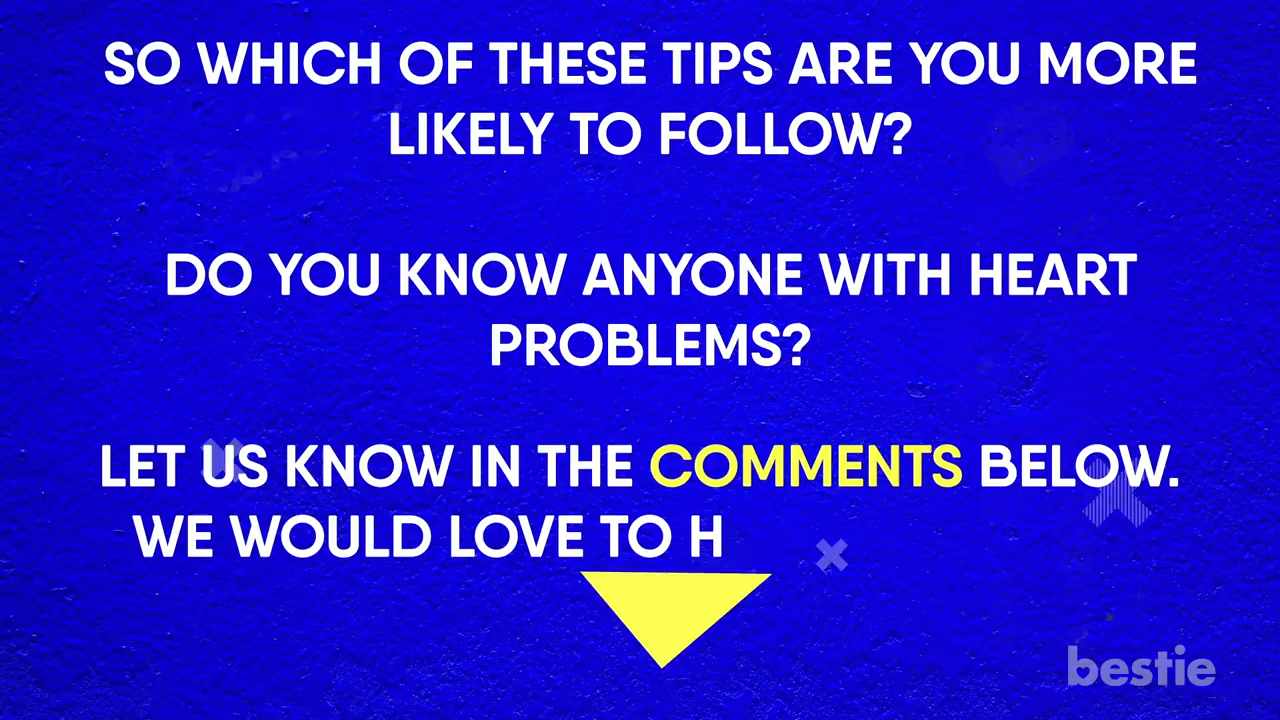 SO WHICH OF THESE TIPS ARE YOU MORE
LIKELY TO FOLLOW?
DO YOU KNOW ANYONE WITH HEART
PROBLEMS?
LET US KNOW IN THE COMMENTS BELOW.
WE WOULD LOVE TO H
bestie